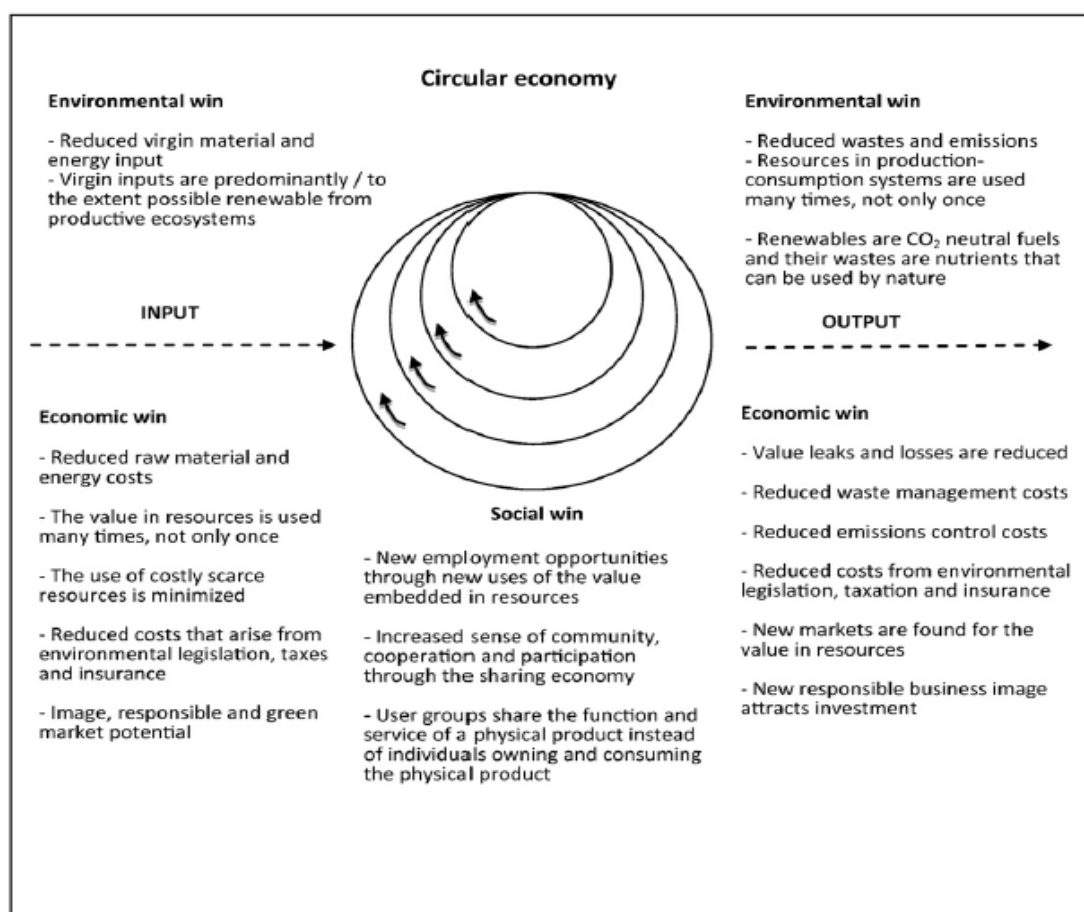 Circular economy
Environmental win
- Reduced virgin material and
energy input
- Virgin inputs are predominantly / to
the extent possible renewable from
productive ecosystems
INPUT
Economic win
- Reduced raw material and
energy costs
- The value in resources is used
many times, not only once
- The use of costly scarce
resources is minimized
- Reduced costs that arise from
environmental legislation, taxes
and insurance
- Image, responsible and green
market potential
Social win
- New employment opportunities
through new uses of the value
embedded in resources
- Increased sense of community,
cooperation and participation
through the sharing economy
- User groups share the function and
service of a physical product instead
of individuals owning and consuming
the physical product
Environmental win
- Reduced wastes and emissions
- Resources in production-
consumption systems are used
many times, not only once
- Renewables are CO₂ neutral fuels
and their wastes are nutrients that
can be used by nature
OUTPUT
Economic win
- Value leaks and losses are reduced
- Reduced waste management costs
- Reduced emissions control costs
- Reduced costs from environmental
legislation, taxation and insurance
- New markets are found for the
value in resources
- New responsible business image
attracts investment